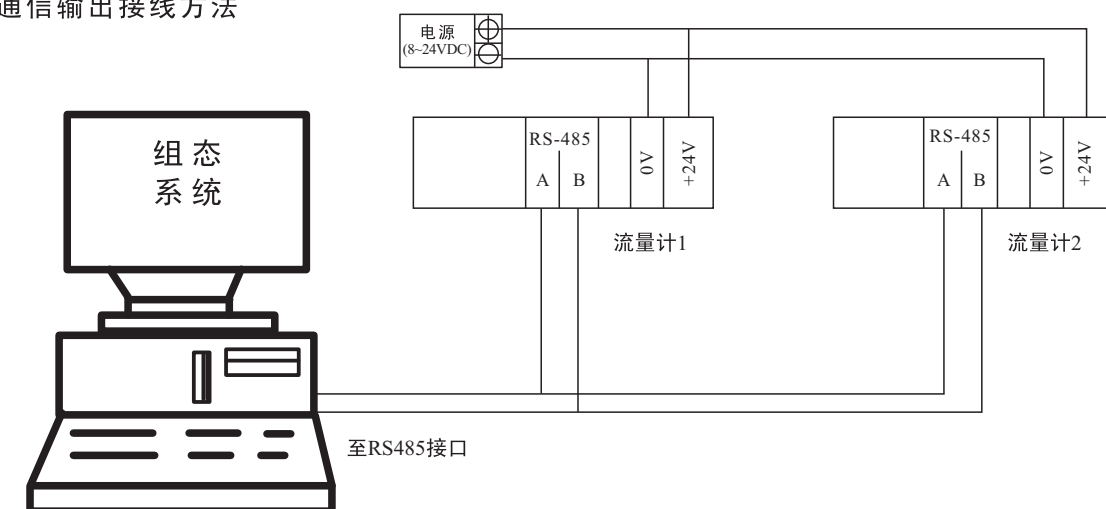 通信输出接线方法
电源
(8~24VDC)
组态
系统
RS-485
A
B
0V
+24V
流量计1
RS-485
A
B
0V
+24V
流量计2
至RS485接口